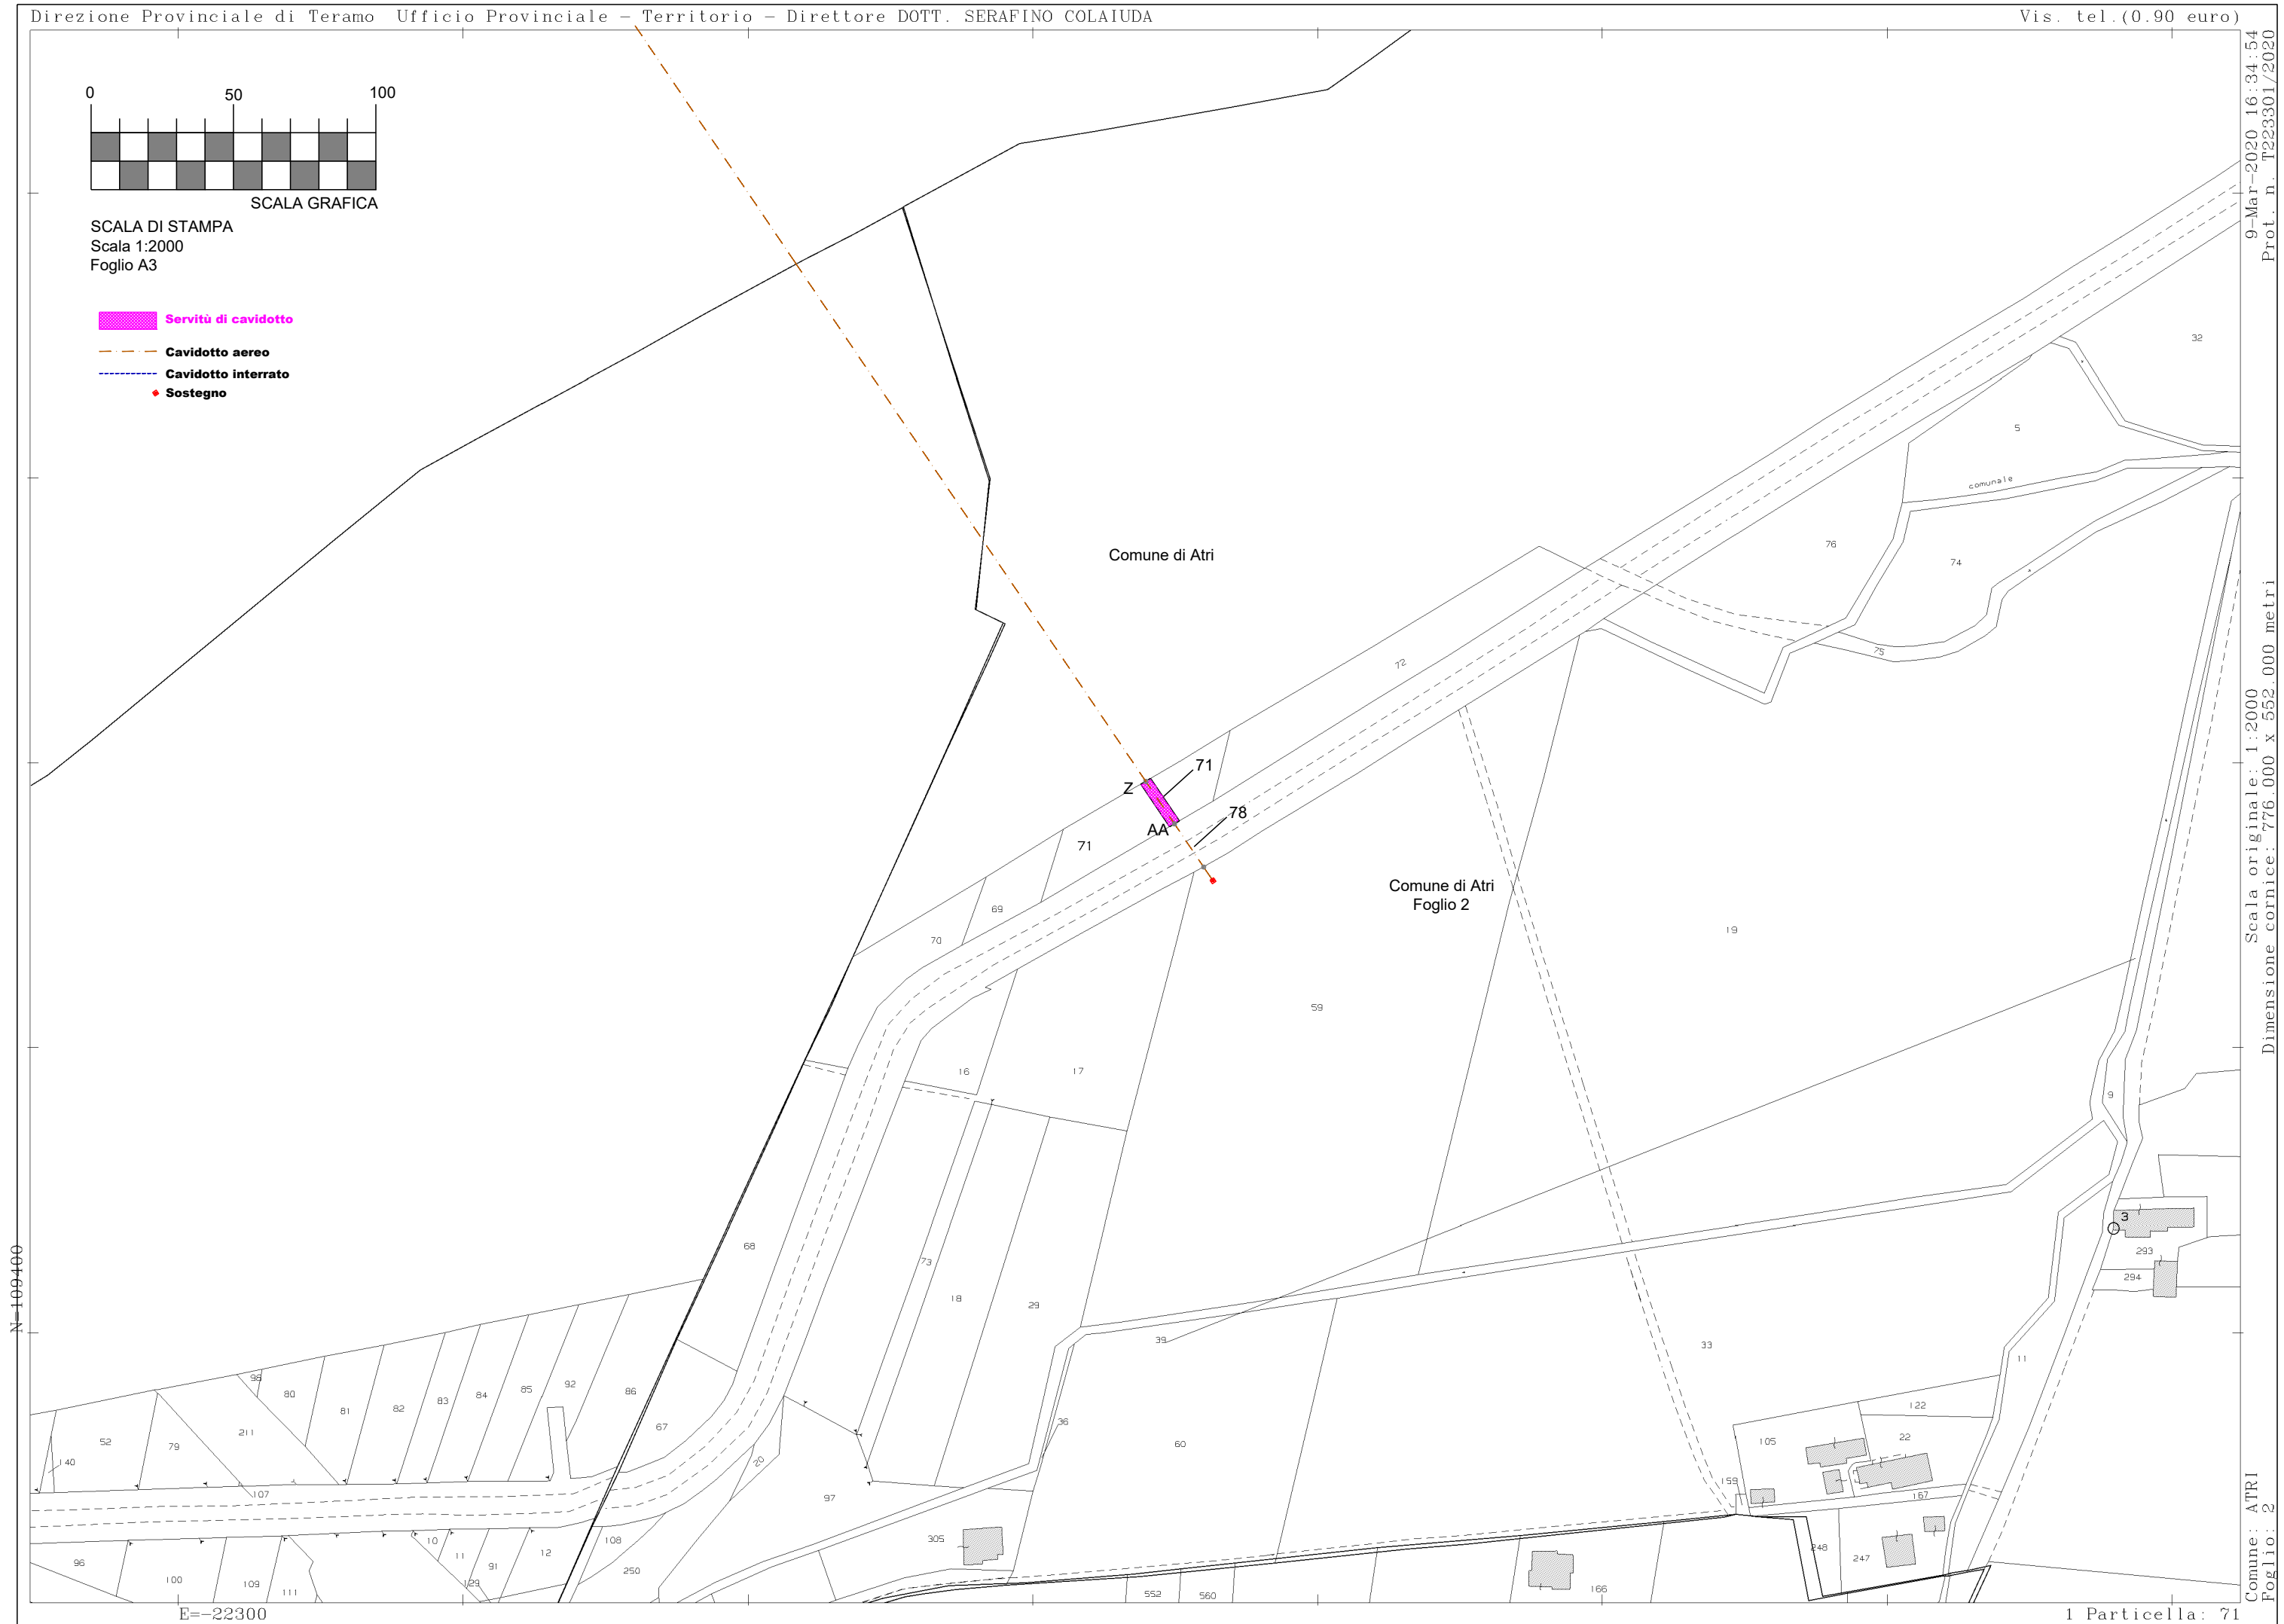 Direzione Provinciale di Teramo Ufficio Provinciale - Territorio - Direttore DOTT. SERAFINO COLAIUDA
Vis. tel.(0.90 euro)
9-Mar-2020 16:34:54
Prot. n. T223301/2020
0 50 100
SCALA GRAFICA
SCALA DI STAMPA
Scala 1:2000
Foglio A3
Servitù di cavidotto
Cavidotto aereo
Cavidotto interrato
Sostegno
32
5
comunale
76
74
Comune di Atri
75
72
71
Z
78
AA
71
Comune di Atri
Foglio 2
69
70
19
59
16
17
9
Scala originale: 1:2000
Dimensione cornice: 776.000 x 552.000 metri
3
293
294
68
73
18
29
39
33
11
N=109400
98
80
81
82
83
84
85
92
86
67
52
79
211
140
107
36
60
20
97
122
105
22
159
167
96
100
109
111
10
11
91
129
12
108
250
305
552
560
166
248
247
Comune: ATRI
Foglio: 2
E=-22300
1 Particella: 71